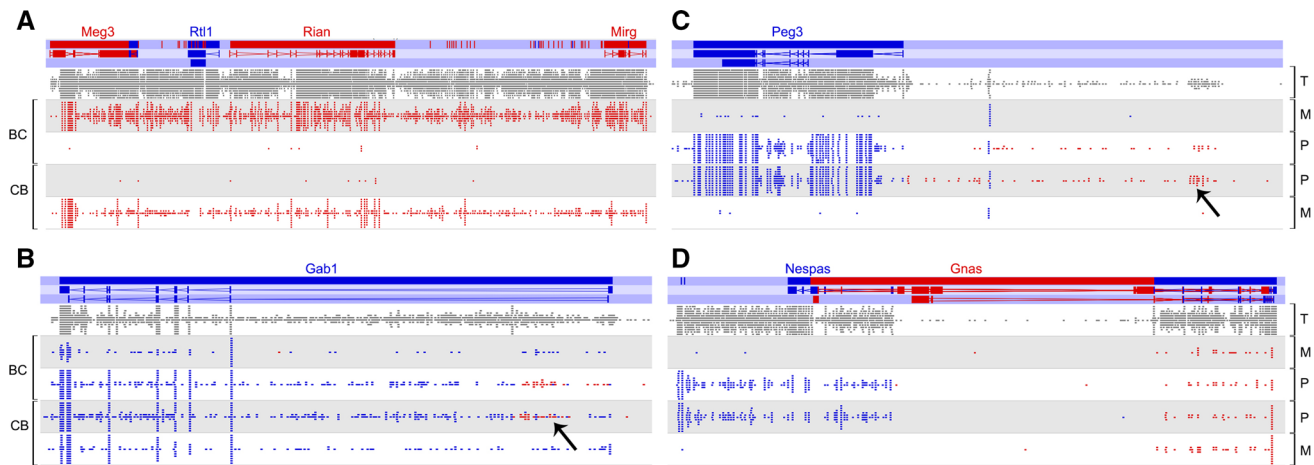 A
Meg3 Rtl1 Rian Mirg
BC
CB
B
Gab1
BC
CB
C
Peg3
T
M
P
P
M
D
Nespas Gnas
T
M
P
P
M